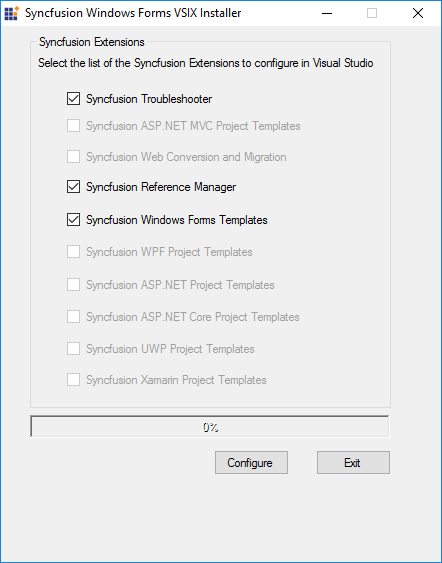 Syncfusion Windows Forms VSIX Installer
Syncfusion Extensions
Select the list of the Syncfusion Extensions to configure in Visual Studio
Syncfusion Troubleshooter
Syncfusion ASP.NET MVC Project Templates
Syncfusion Web Conversion and Migration
Syncfusion Reference Manager
Syncfusion Windows Forms Templates
Syncfusion WPF Project Templates
Syncfusion ASP.NET Project Templates
Syncfusion ASP.NET Core Project Templates
Syncfusion UWP Project Templates
Syncfusion Xamarin Project Templates
0%
Configure Exit